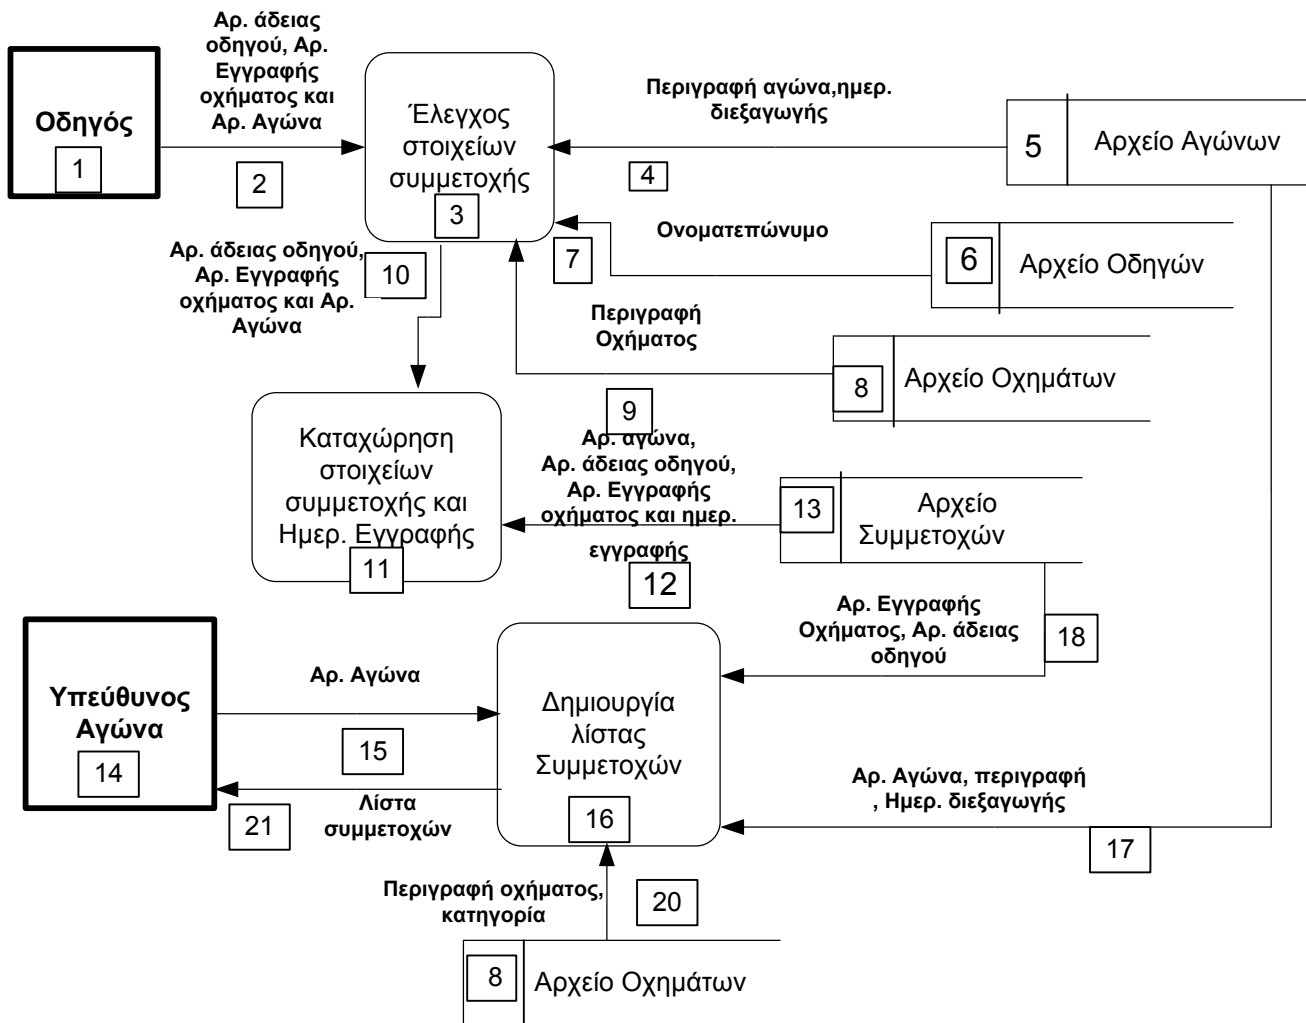 Αρ. άδειας
οδηγού, Αρ.
Εγγραφής
οχήματος και
Αρ. Αγώνα
Οδηγός
1
2
Έλεγχος
στοιχείων
συμμετοχής
3
Περιγραφή αγώνα,ημερ.
διεξαγωγής
4
5
Αρχείο Αγώνων
Ονοματεπώνυμο
7
6
Αρχείο Οδηγών
Αρ. άδειας οδηγού,
Αρ. Εγγραφής
οχήματος και Αρ.
Αγώνα
10
Περιγραφή
Οχήματος
9
8
Αρχείο Οχημάτων
Καταχώρηση
στοιχείων
συμμετοχής και
Ημερ. Εγγραφής
11
Αρ. αγώνα,
Αρ. άδειας οδηγού,
Αρ. Εγγραφής
οχήματος και ημερ.
εγγραφής
12
13
Αρχείο
Συμμετοχών
Αρ. Εγγραφής
Οχήματος, Αρ. άδειας
οδηγού
18
Υπεύθυνος
Αγώνα
14
Αρ. Αγώνα
15
Δημιουργία
λίστας
Συμμετοχών
16
Λίστα
συμμετοχών
21
Αρ. Αγώνα, περιγραφή
, Ημερ. διεξαγωγής
17
Περιγραφή οχήματος,
κατηγορία
20
8
Αρχείο Οχημάτων